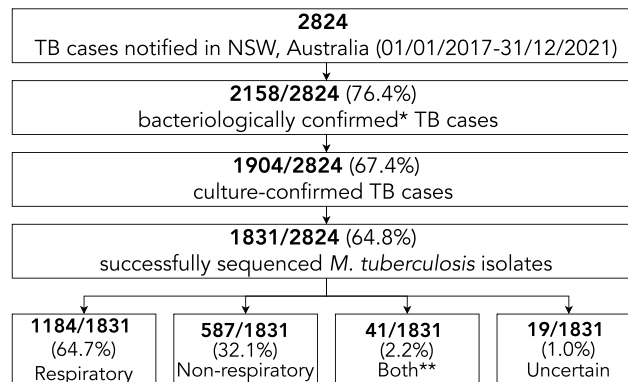 2824
TB cases notified in NSW, Australia (01/01/2017-31/12/2021)
2158/2824 (76.4%)
bacteriologically confirmed* TB cases
1904/2824 (67.4%)
culture-confirmed TB cases
1831/2824 (64.8%)
successfully sequenced M. tuberculosis isolates
1184/1831
(64.7%)
Respiratory
587/1831
(32.1%)
Non-respiratory
41/1831
(2.2%)
Both**
19/1831
(1.0%)
Uncertain